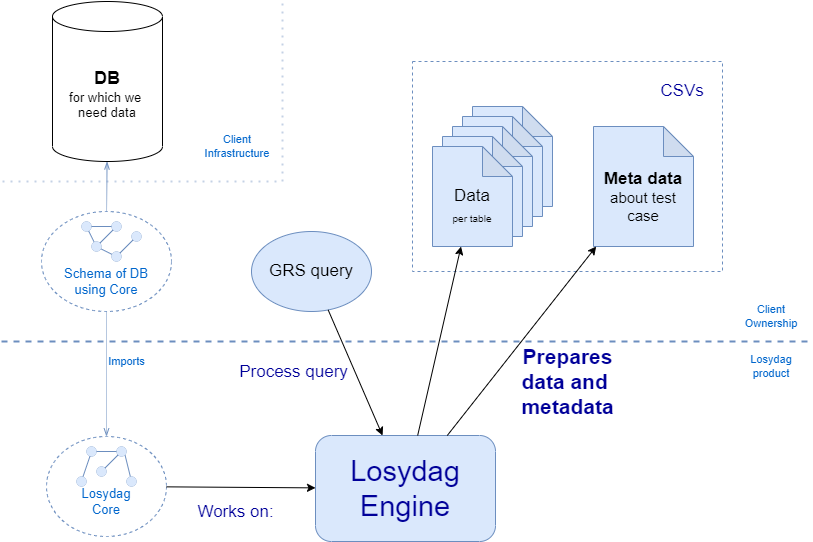 DB
for which we
need data
Client
Infrastructure
CSVs
Data
per table
Meta data
about test
case
Schema of DB
using Core
GRS query
Client
Ownership
Imports
Process query
Prepares
data and
metadata
Losydag
product
Losydag
Core
Works on:
Losydag
Engine